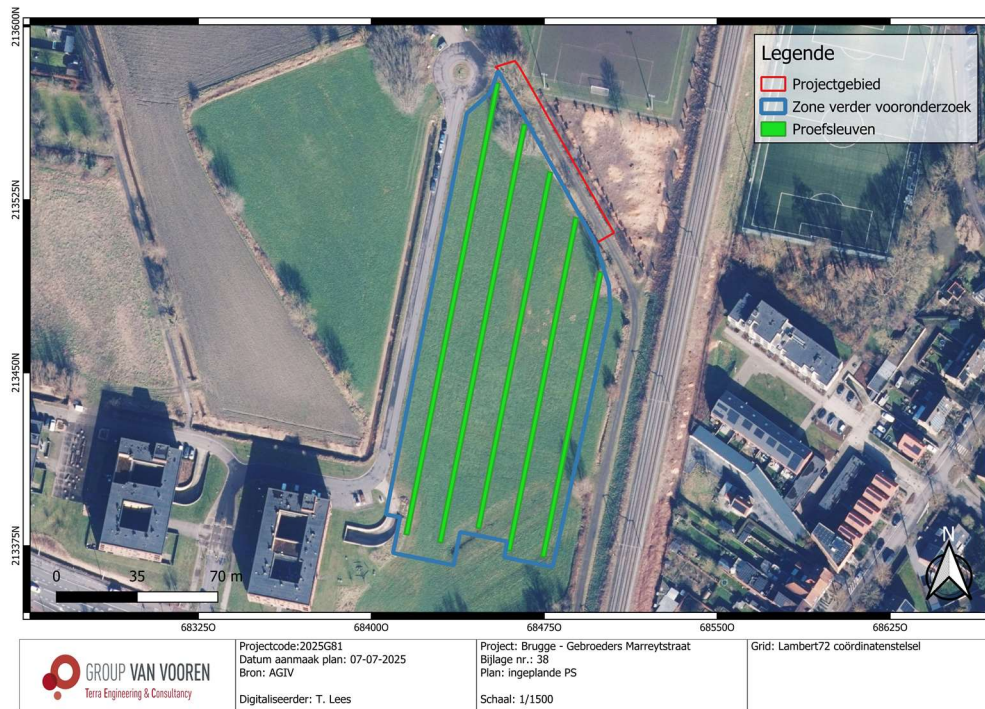 213600N
213525N
213450N
213375N
Legende
Projectgebied
Zone verder vooronderzoek
Proefsleuven
0 35 70 m
N
683250 684000 684750 685500 686250
GROUP VAN VOOREN
Terra Engineering & Consultancy
Projectcode:2025G81
Datum aanmaak plan: 07-07-2025
Bron: AGIV
Digitaliseerder: T. Lees
Project: Brugge - Gebroeders Marreytstraat
Bijlage nr.: 38
Plan: ingeplande PS
Schaal: 1/1500
Grid: Lambert72 coördinatenstelsel